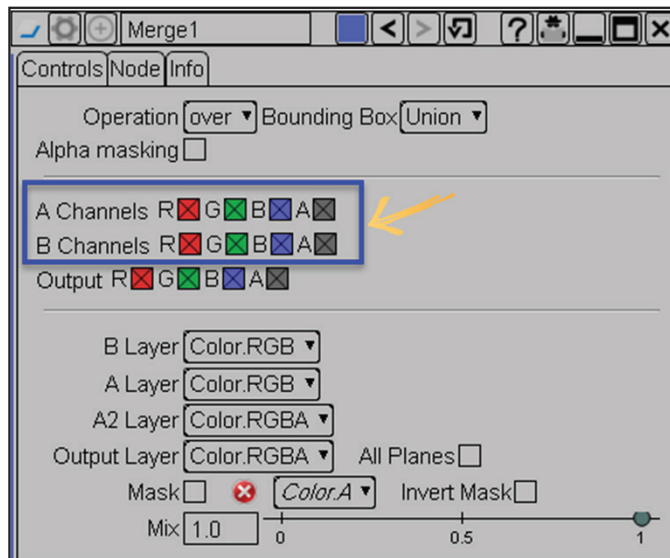 Merge1
Controls Node Info
Operation over Bounding Box Union
Alpha masking
A Channels R G B A
B Channels R G B A
Output R G B A
B Layer Color.RGB
A Layer Color.RGB
A2 Layer Color.RGBA
Output Layer Color.RGBA All Planes
Mask Color.A Invert Mask
Mix 1.0 0 0.5 1